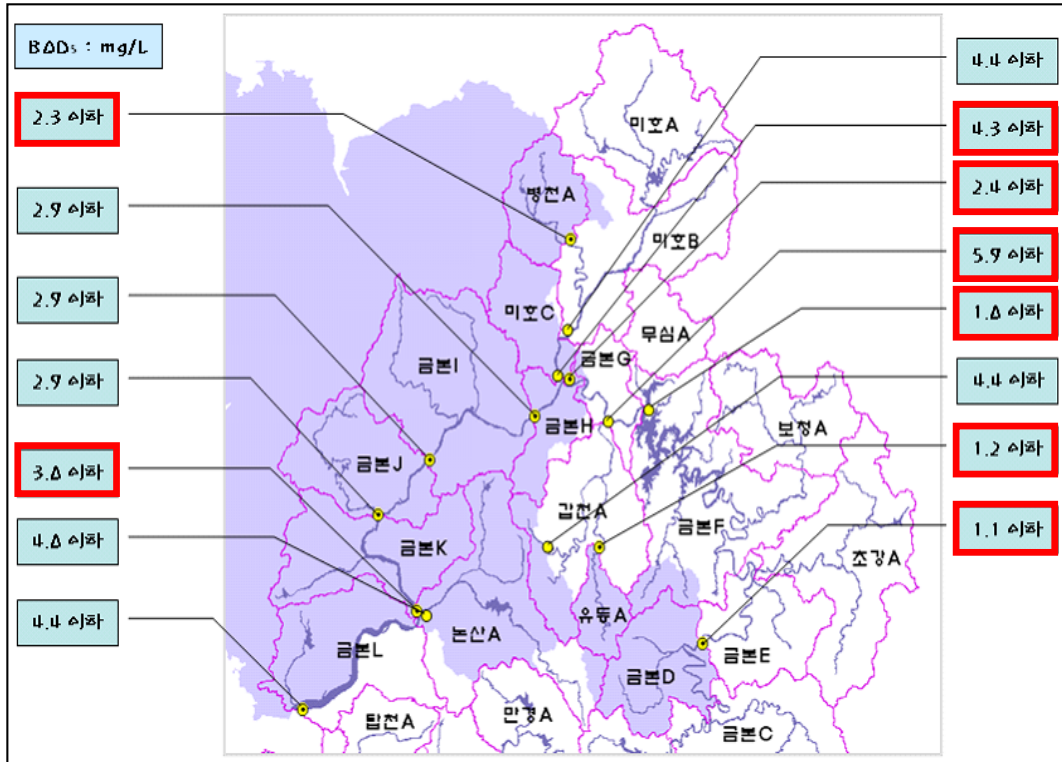 BOD₅ : mg/L
2.3 이하
2.9 이하
2.9 이하
2.9 이하
3.0 이하
4.0 이하
4.4 이하
4.4 이하
4.3 이하
2.4 이하
5.9 이하
1.0 이하
4.4 이하
1.2 이하
1.1 이하
미호A
병천A
미호B
미호C
무심A
금본G
금본I
금본H
보청A
금본J
갑천A
금본F
금본K
초강A
유등A
논산A
금본L
금본E
금본D
탑천A
만경A
금본C